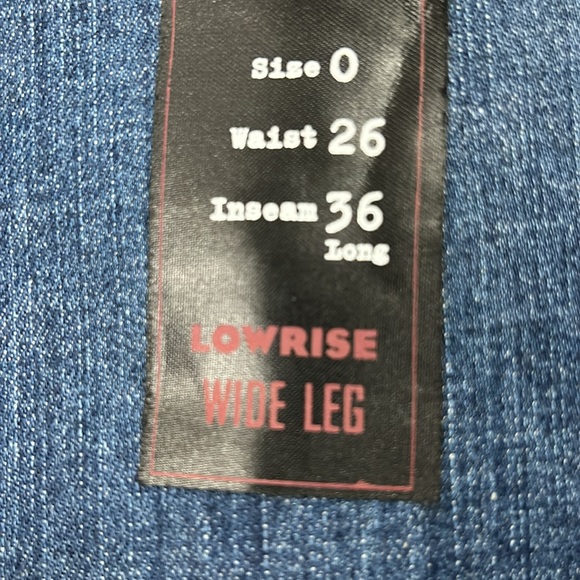 Size 0
Waist 26
Inseam 36
Long
LOWRISE
WIDE LEG